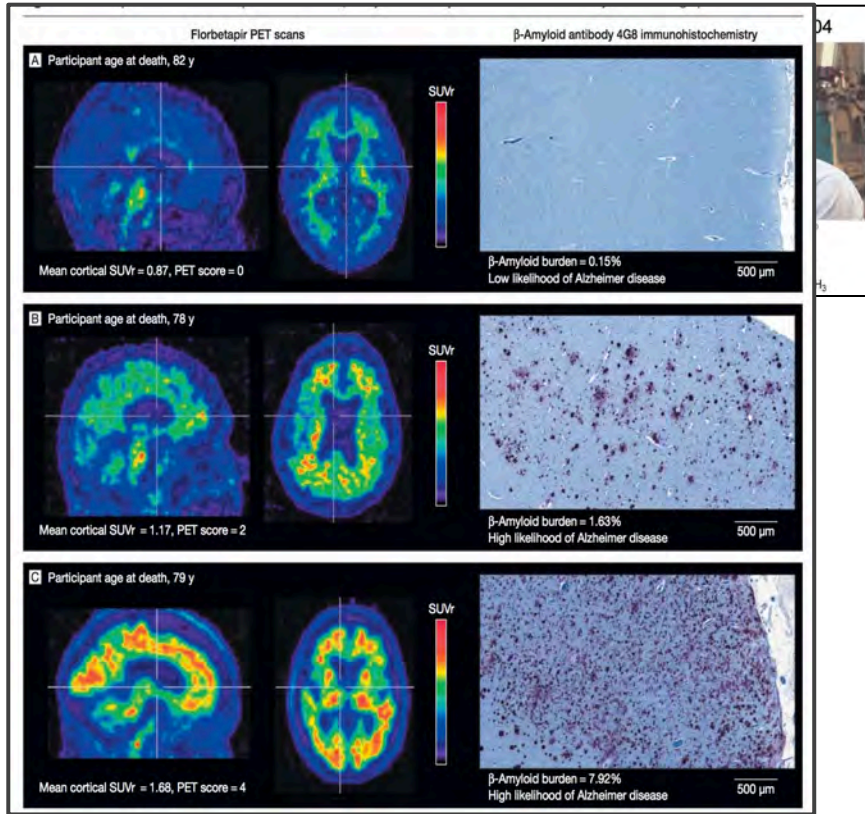 Florbetapir PET scans
β-Amyloid antibody 4G8 immunohistochemistry
04
A Participant age at death, 82 y
SUVr
Mean cortical SUVr = 0.87, PET score = 0
β-Amyloid burden = 0.15%
Low likelihood of Alzheimer disease
500 µm
H₃
B Participant age at death, 78 y
SUVr
Mean cortical SUVr = 1.17, PET score = 2
β-Amyloid burden = 1.63%
High likelihood of Alzheimer disease
500 µm
C Participant age at death, 79 y
SUVr
Mean cortical SUVr = 1.68, PET score = 4
β-Amyloid burden = 7.92%
High likelihood of Alzheimer disease
500 µm